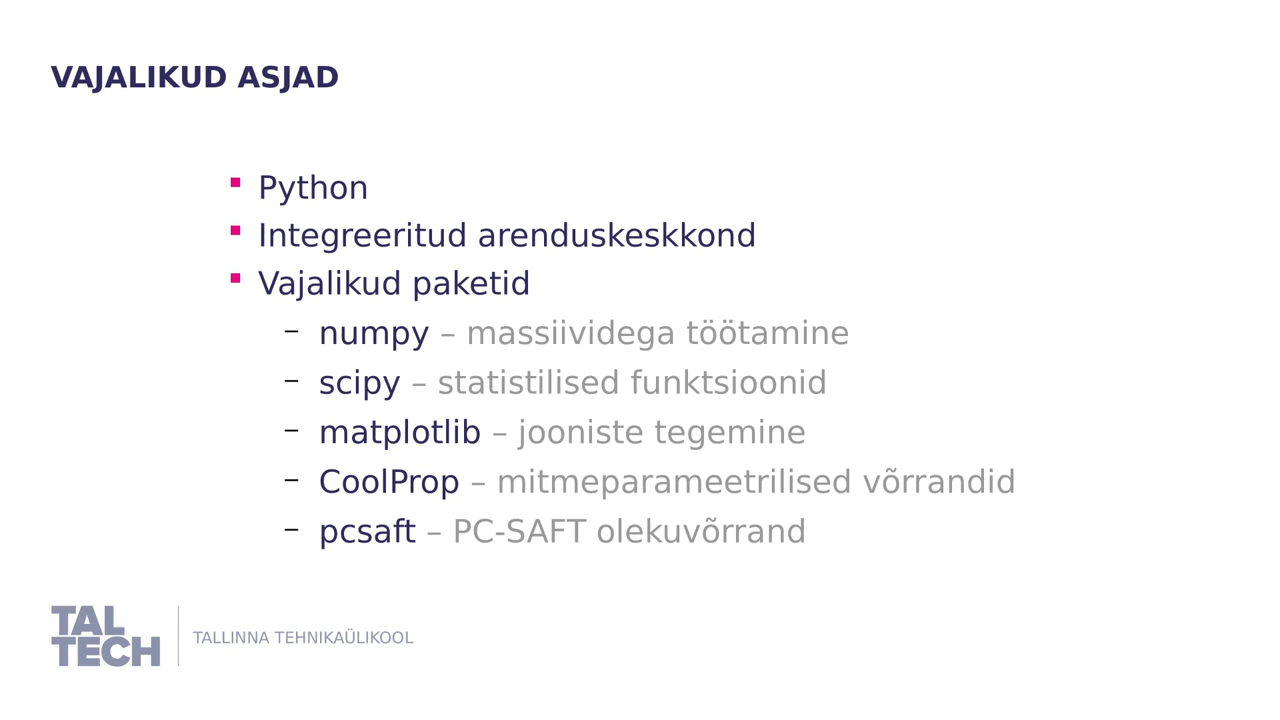 VAJALIKUD ASJAD
Python
Integreeritud arenduskeskkond
Vajalikud paketid
– numpy – massiividega töötamine
– scipy – statistilised funktsioonid
– matplotlib – jooniste tegemine
– CoolProp – mitmeparameetrilised võrrandid
– pcsaft – PC-SAFT olekuvõrrand
TAL
TECH
TALLINNA TEHNIKAÜLIKOOL